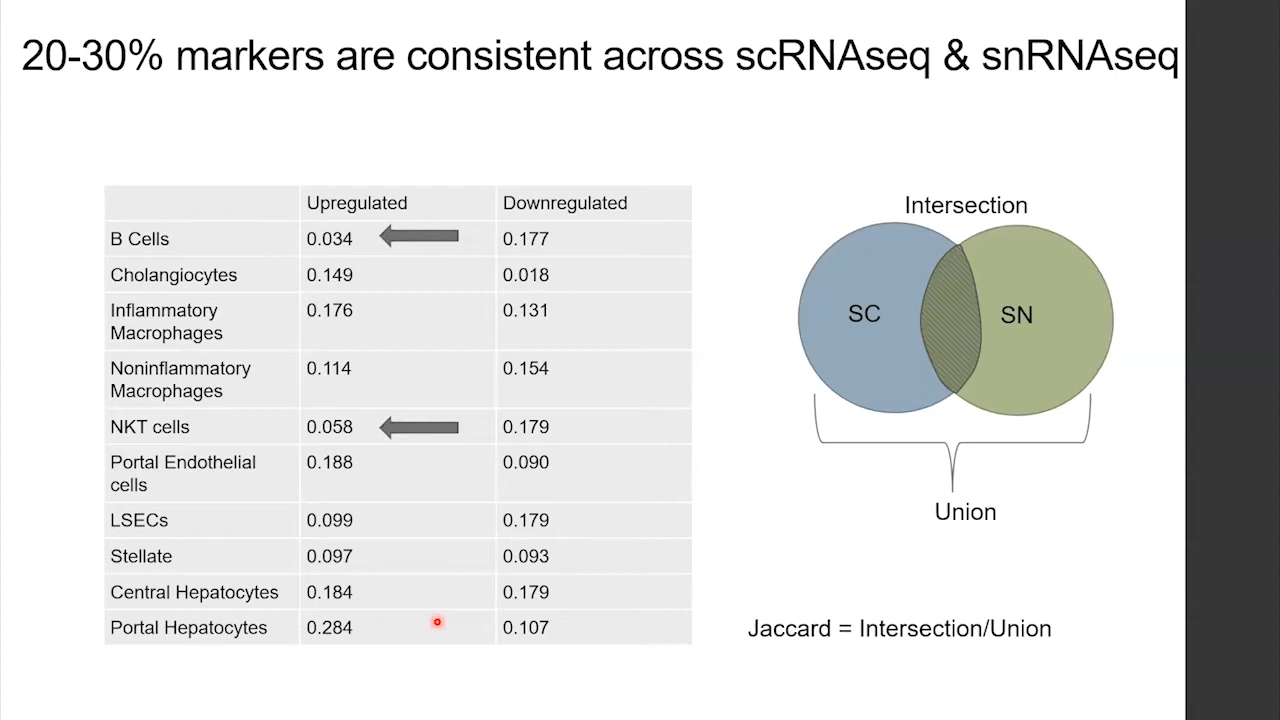 20-30% markers are consistent across scRNAseq & snRNAseq
Upregulated Downregulated
B Cells 0.034 0.177
Cholangiocytes 0.149 0.018
Inflammatory
Macrophages 0.176 0.131
Noninflammatory
Macrophages 0.114 0.154
NKT cells 0.058 0.179
Portal Endothelial
cells 0.188 0.090
LSECs 0.099 0.179
Stellate 0.097 0.093
Central Hepatocytes 0.184 0.179
Portal Hepatocytes 0.284 0.107
Intersection
SC SN
Union
Jaccard = Intersection/Union